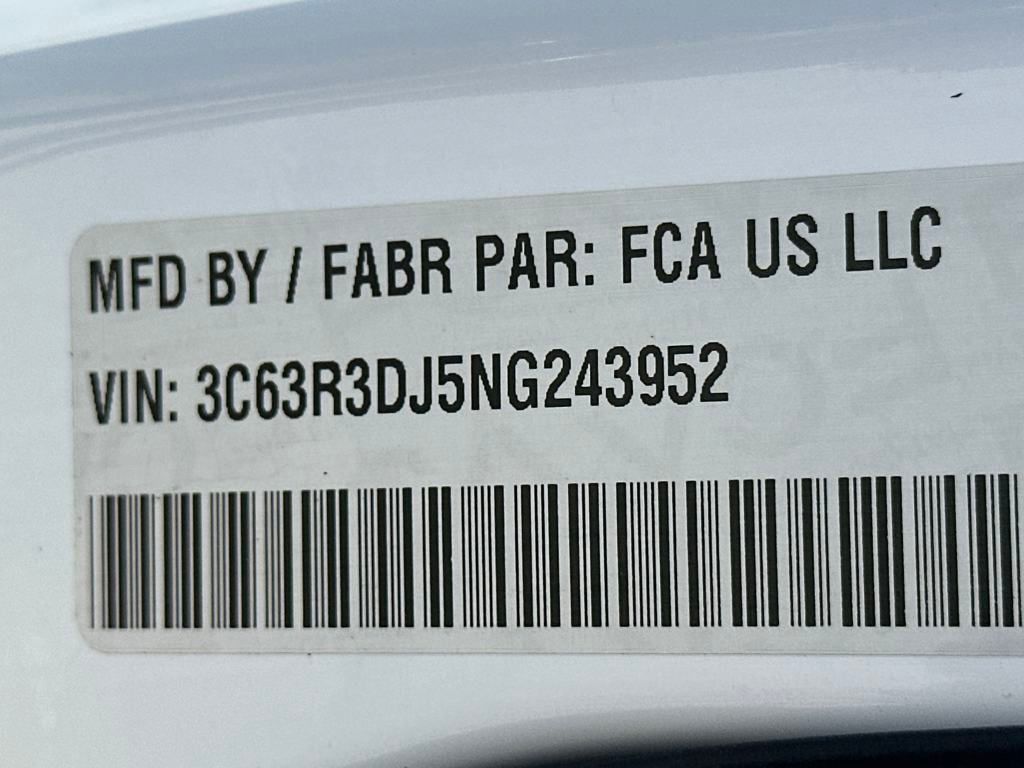 MFD BY / FABR PAR: FCA US LLC
VIN: 3C63R3DJ5NG243952